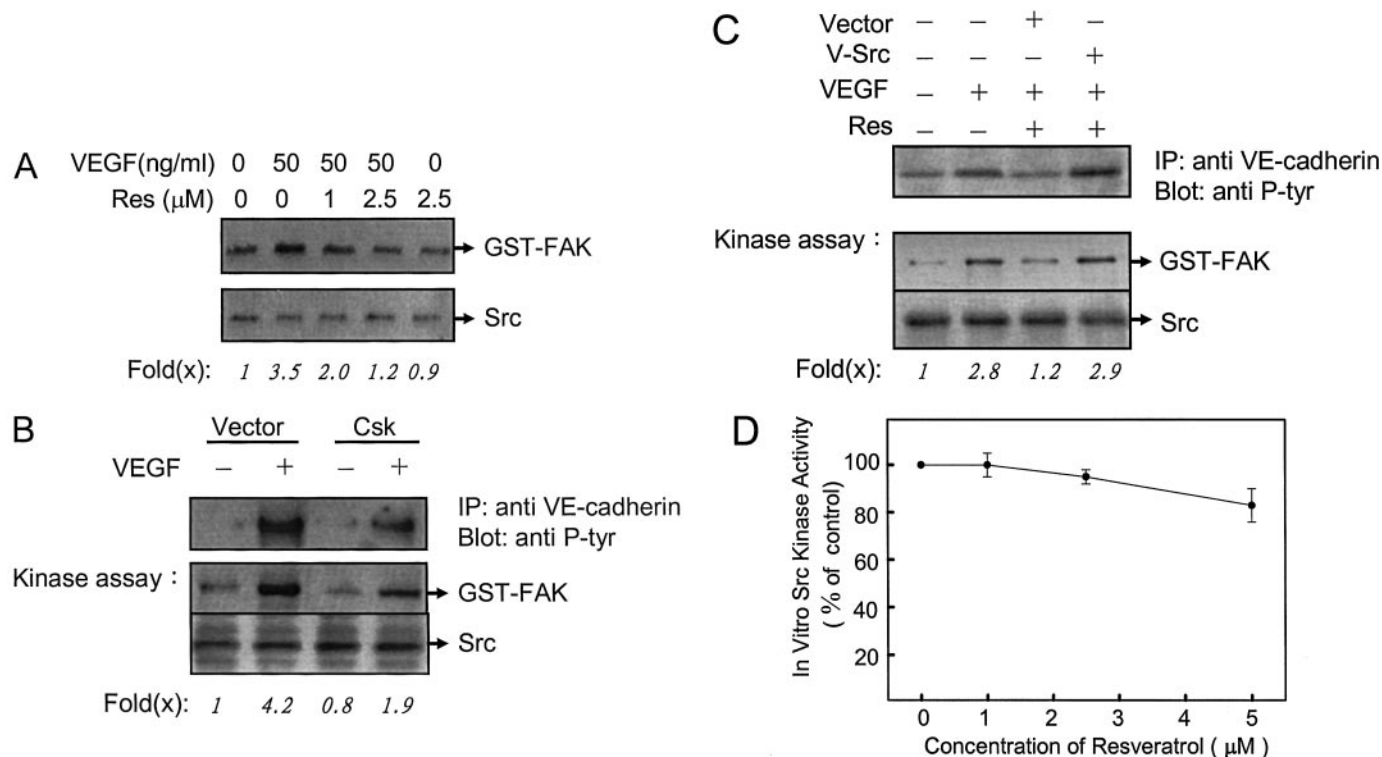 A
VEGF(ng/ml) 0 50 50 50 0
Res (μM) 0 0 1 2.5 2.5
GST-FAK
Src
Fold(x): 1 3.5 2.0 1.2 0.9
B
Vector Csk
VEGF – + – +
IP: anti VE-cadherin
Blot: anti P-tyr
Kinase assay :
GST-FAK
Src
Fold(x): 1 4.2 0.8 1.9
C
Vector – – + –
V-Src – – – +
VEGF – + + +
Res – – + +
IP: anti VE-cadherin
Blot: anti P-tyr
Kinase assay :
GST-FAK
Src
Fold(x): 1 2.8 1.2 2.9
D
In Vitro Src Kinase Activity
( % of control)
100
80
60
40
20
0 1 2 3 4 5
Concentration of Resveratrol ( μM )